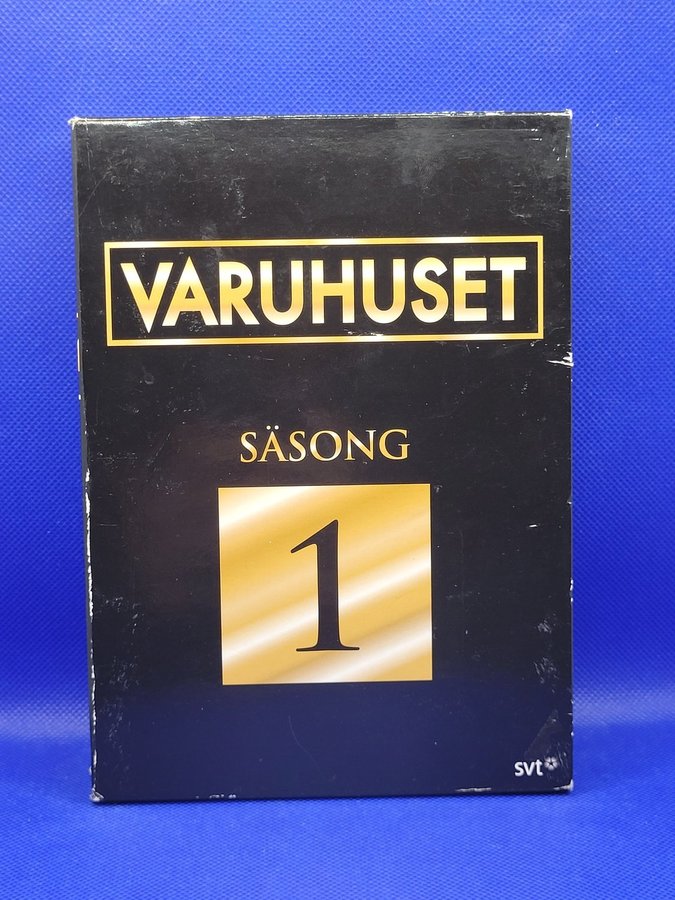 VARUHUSET
SÄSONG
1
svt